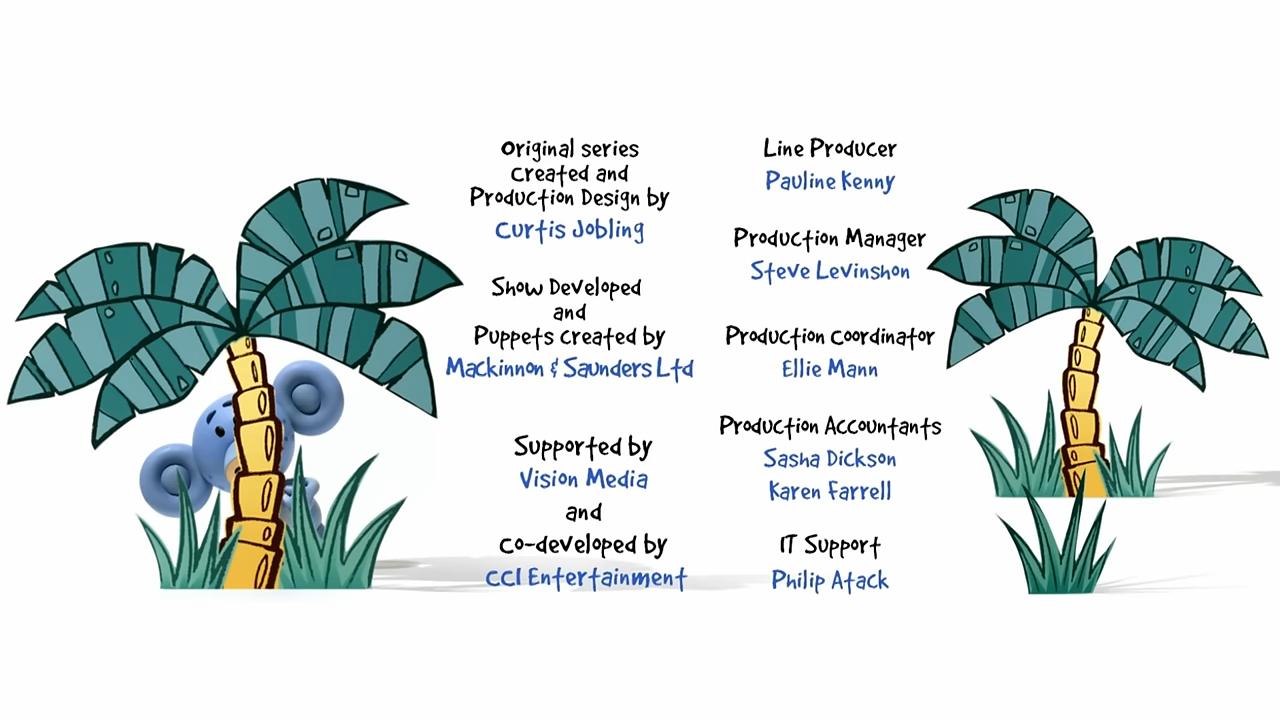 Original series
Created and
Production Design by
Curtis Jobling
Show Developed
and
Puppets created by
Mackinnon & Saunders Ltd
Supported by
Vision Media
and
Co-developed by
CCI Entertainment
Line Producer
Pauline Kenny
Production Manager
Steve Levinshon
Production Coordinator
Ellie Mann
Production Accountants
Sasha Dickson
Karen Farrell
IT Support
Philip Atack